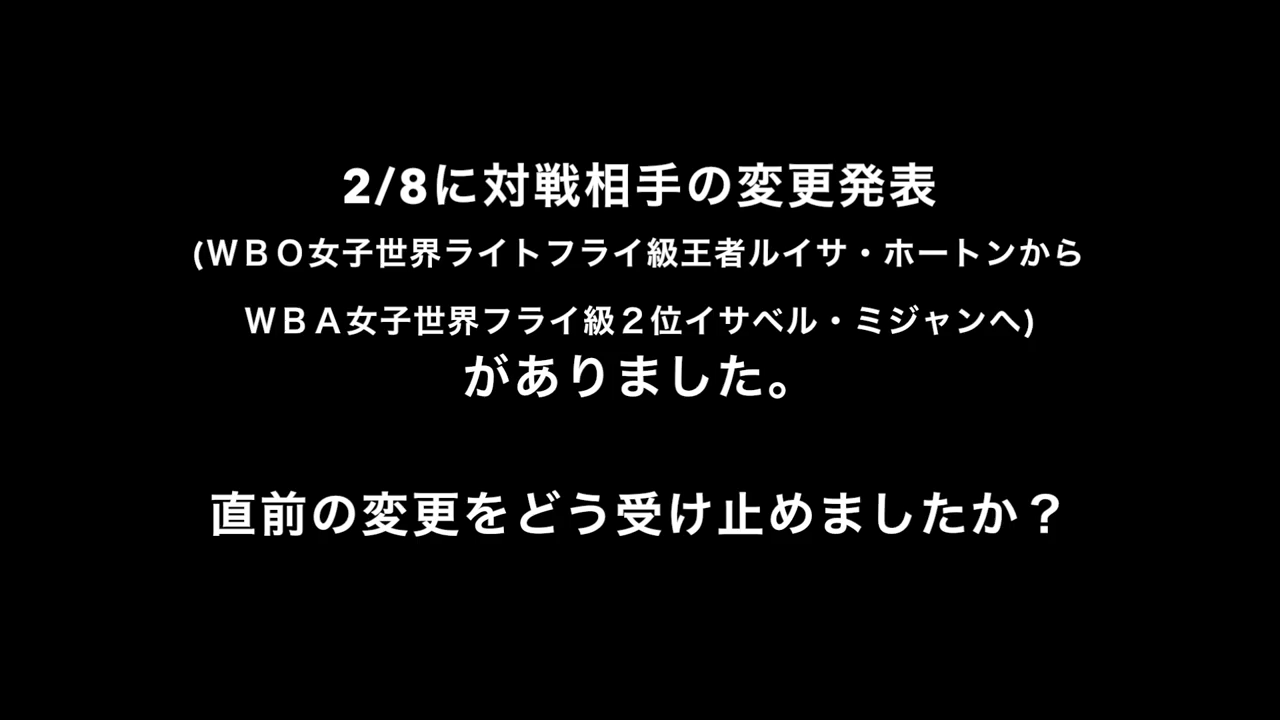 2/8に対戦相手の変更発表
(ＷＢＯ女子世界ライトフライ級王者ルイサ・ホートンから
ＷＢＡ女子世界フライ級２位イサベル・ミジャンへ)
がありました。
直前の変更をどう受け止めましたか？